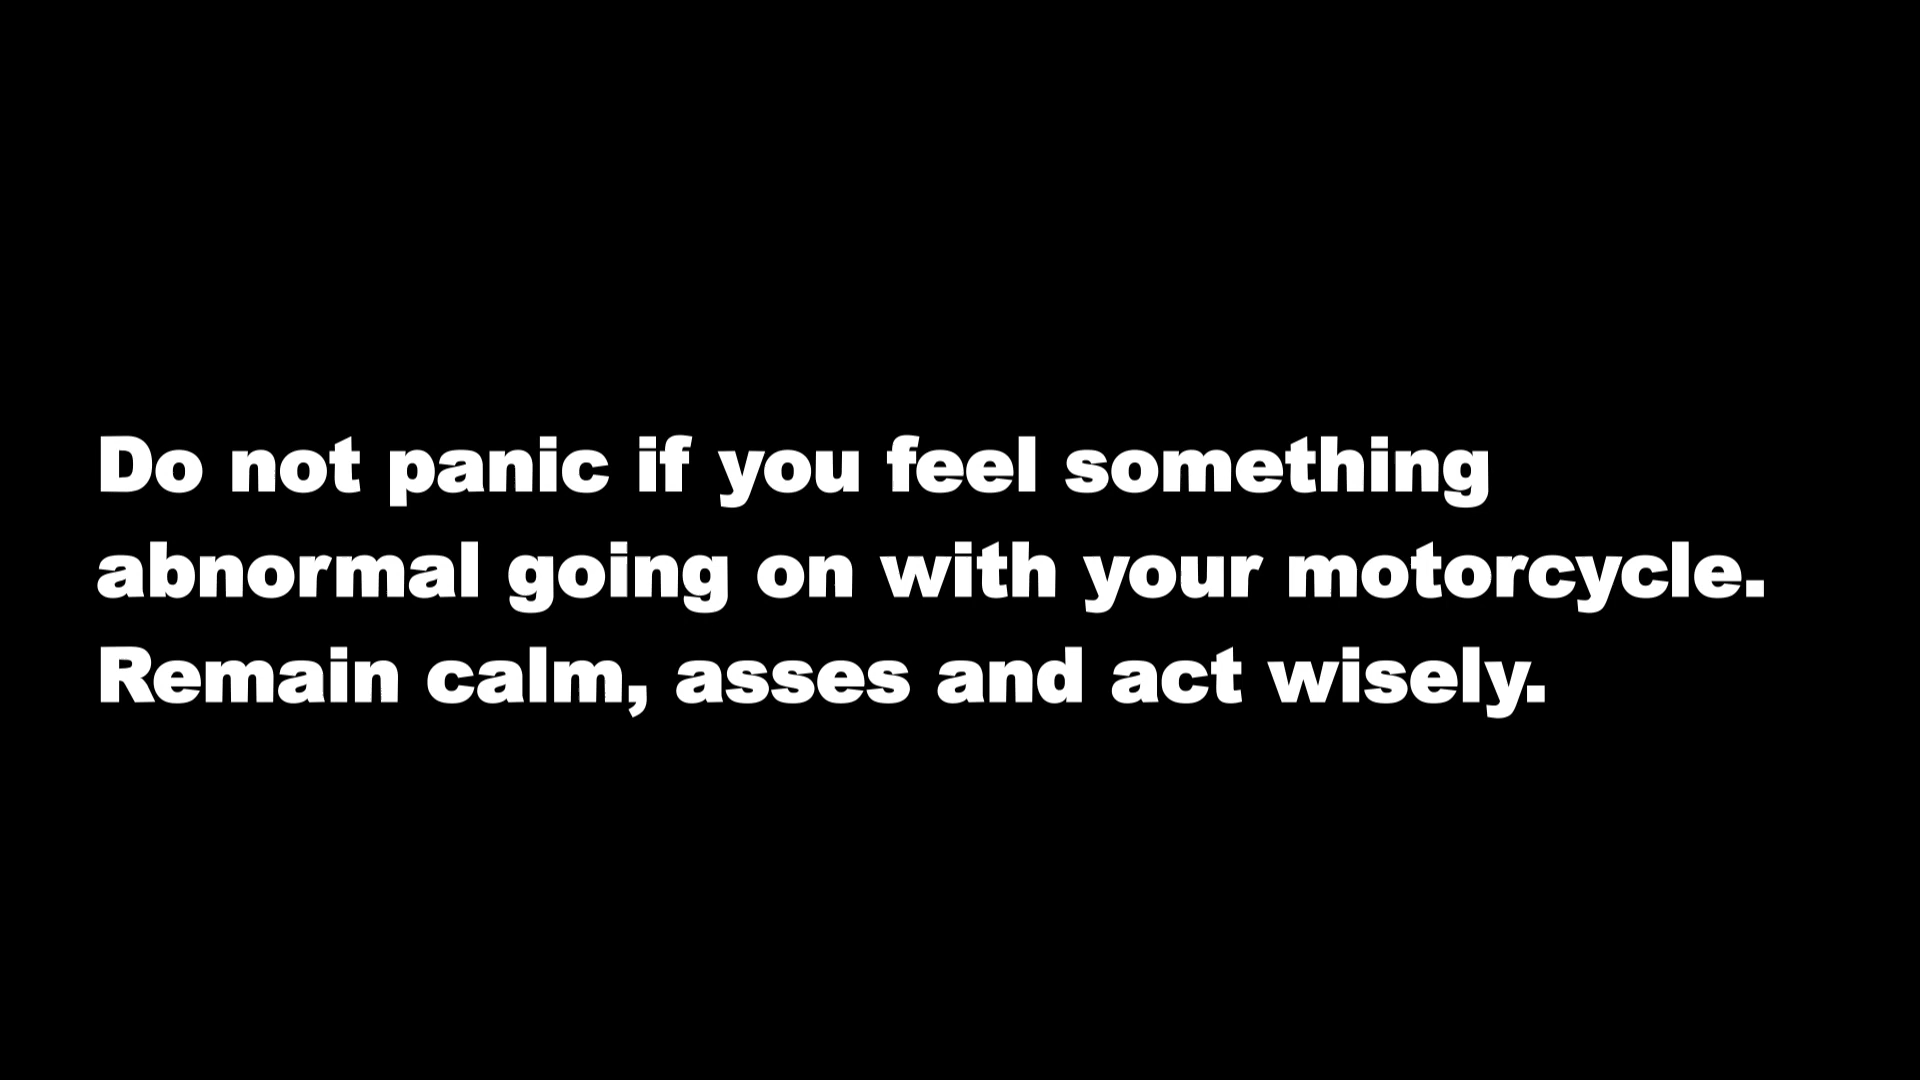 Do not panic if you feel something
abnormal going on with your motorcycle.
Remain calm, asses and act wisely.